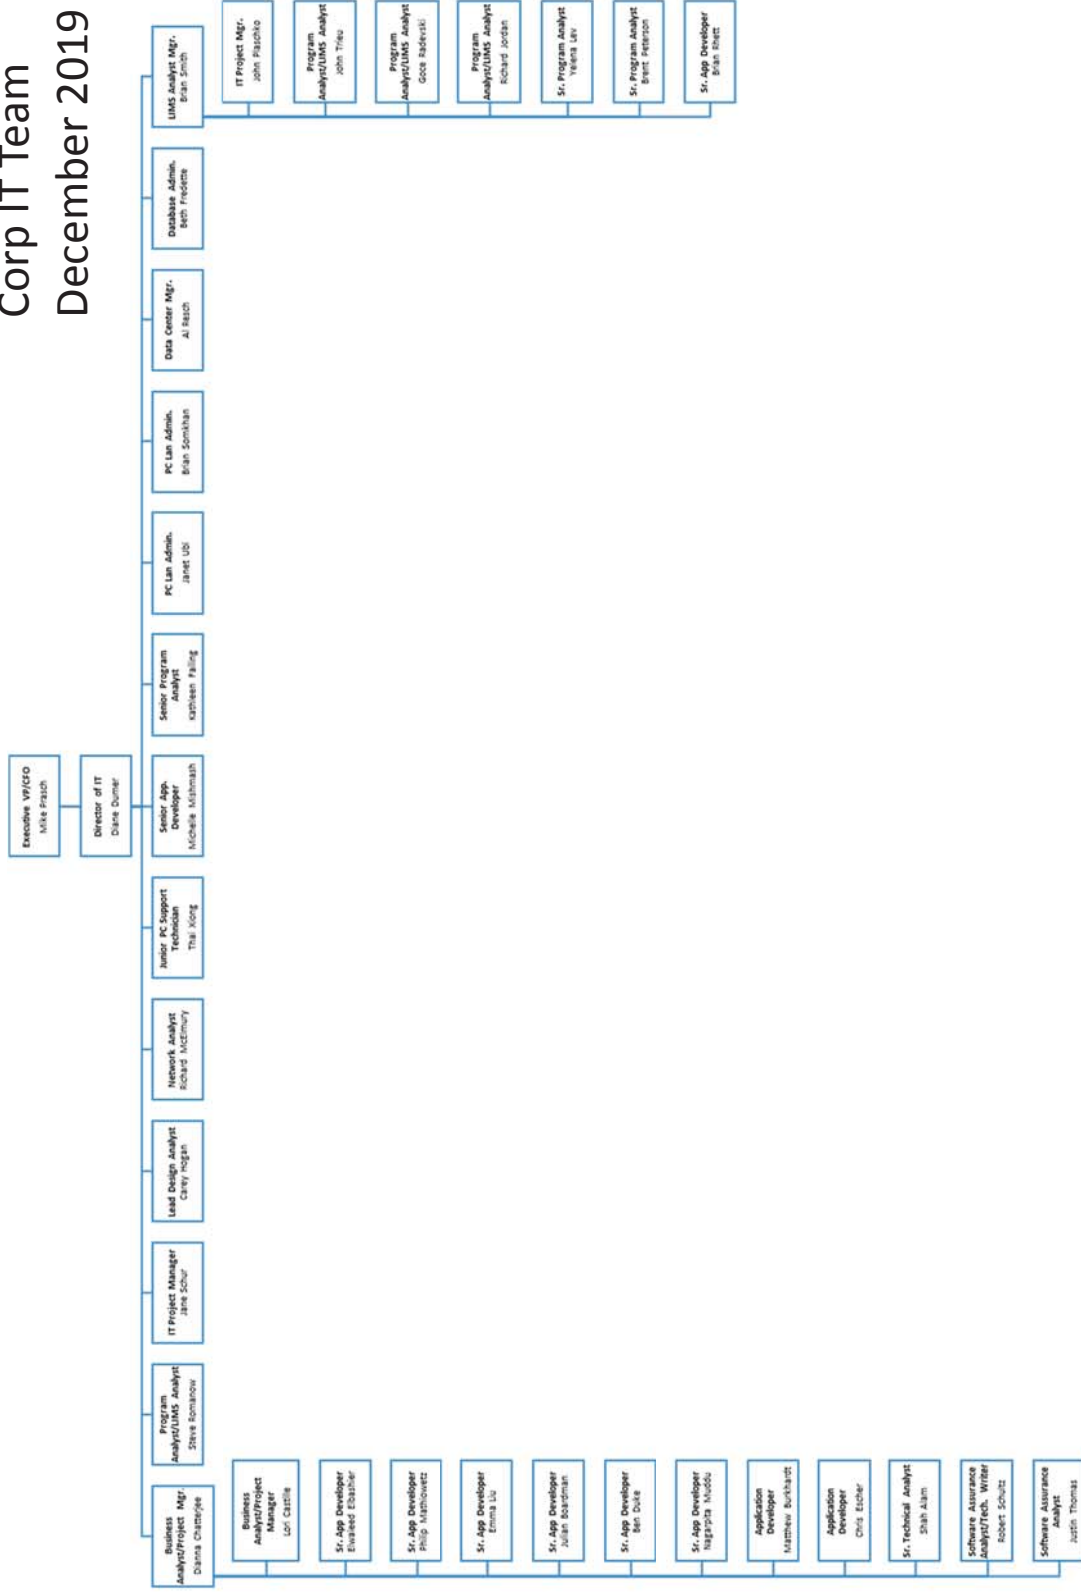 Corp IT Team
December 2019
Executive VP/CFO
Mike Prasch
Director of IT
Diane Dumer
Business
Analyst/Project Mgr.
Dianna Chatterjee
Program
Analyst/LIMS Analyst
Steve Romanow
IT Project Manager
Jane Schur
Lead Design Analyst
Carey Hogan
Network Analyst
Richard McElmury
Junior PC Support
Technician
Thai Xiong
Senior App.
Developer
Michelle Mishmash
Senior Program
Analyst
Kathleen Failing
PC Lan Admin.
Janet Ubl
PC Lan Admin.
Brian Somkhan
Data Center Mgr.
Al Resch
Database Admin.
Beth Fredette
LIMS Analyst Mgr.
Brian Smith
Business
Analyst/Project
Manager
Lori Castille
Sr. App Developer
Elwaleed Elbashier
Sr. App Developer
Philip Mathiowetz
Sr. App Developer
Emma Liu
Sr. App Developer
Julian Boardman
Sr. App Developer
Ben Duke
Sr. App Developer
Nagarpita Muddu
Application
Developer
Matthew Burkhardt
Application
Developer
Chris Escher
Sr. Technical Analyst
Shah Alam
Software Assurance
Analyst/Tech. Writer
Robert Schultz
Software Assurance
Analyst
Justin Thomas
IT Project Mgr.
John Plaschko
Program
Analyst/LIMS Analyst
John Trieu
Program
Analyst/LIMS Analyst
Goce Radevski
Program
Analyst/LIMS Analyst
Richard Jordan
Sr. Program Analyst
Yelena Lev
Sr. Program Analyst
Brent Peterson
Sr. App Developer
Brian Rhett